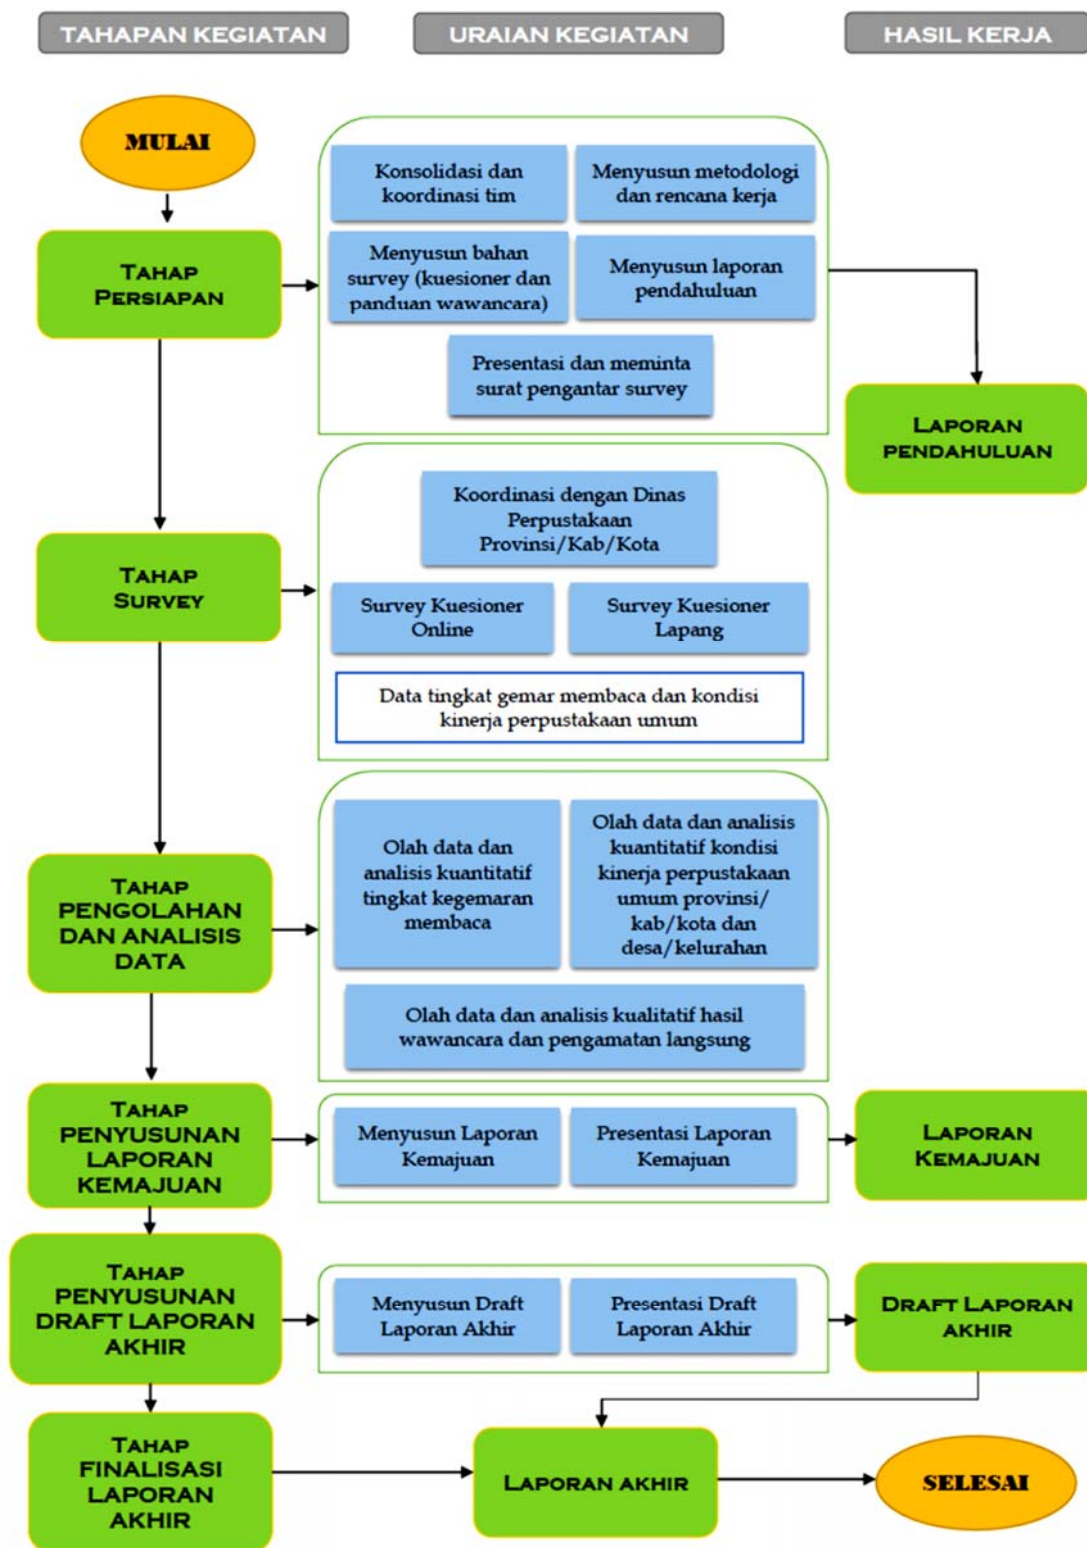 TAHAPAN KEGIATAN
URAIAN KEGIATAN
HASIL KERJA
MULAI
TAHAP
PERSIAPAN
Konsolidasi dan
koordinasi tim
Menyusun metodologi
dan rencana kerja
Menyusun bahan
survey (kuesioner dan
panduan wawancara)
Menyusun laporan
pendahuluan
Presentasi dan meminta
surat pengantar survey
LAPORAN
PENDAHULUAN
TAHAP
SURVEY
Koordinasi dengan Dinas
Perpustakaan
Provinsi/Kab/Kota
Survey Kuesioner
Online
Survey Kuesioner
Lapang
Data tingkat gemar membaca dan kondisi
kinerja perpustakaan umum
TAHAP
PENGOLAHAN
DAN ANALISIS
DATA
Olah data dan
analisis kuantitatif
tingkat kegemaran
membaca
Olah data dan analisis
kuantitatif kondisi
kinerja perpustakaan
umum provinsi/
kab/kota dan
desa/kelurahan
Olah data dan analisis kualitatif hasil
wawancara dan pengamatan langsung
TAHAP
PENYUSUNAN
LAPORAN
KEMAJUAN
Menyusun Laporan
Kemajuan
Presentasi Laporan
Kemajuan
LAPORAN
KEMAJUAN
TAHAP
PENYUSUNAN
DRAFT LAPORAN
AKHIR
Menyusun Draft
Laporan Akhir
Presentasi Draft
Laporan Akhir
DRAFT LAPORAN
AKHIR
TAHAP
FINALISASI
LAPORAN
AKHIR
LAPORAN AKHIR
SELESAI